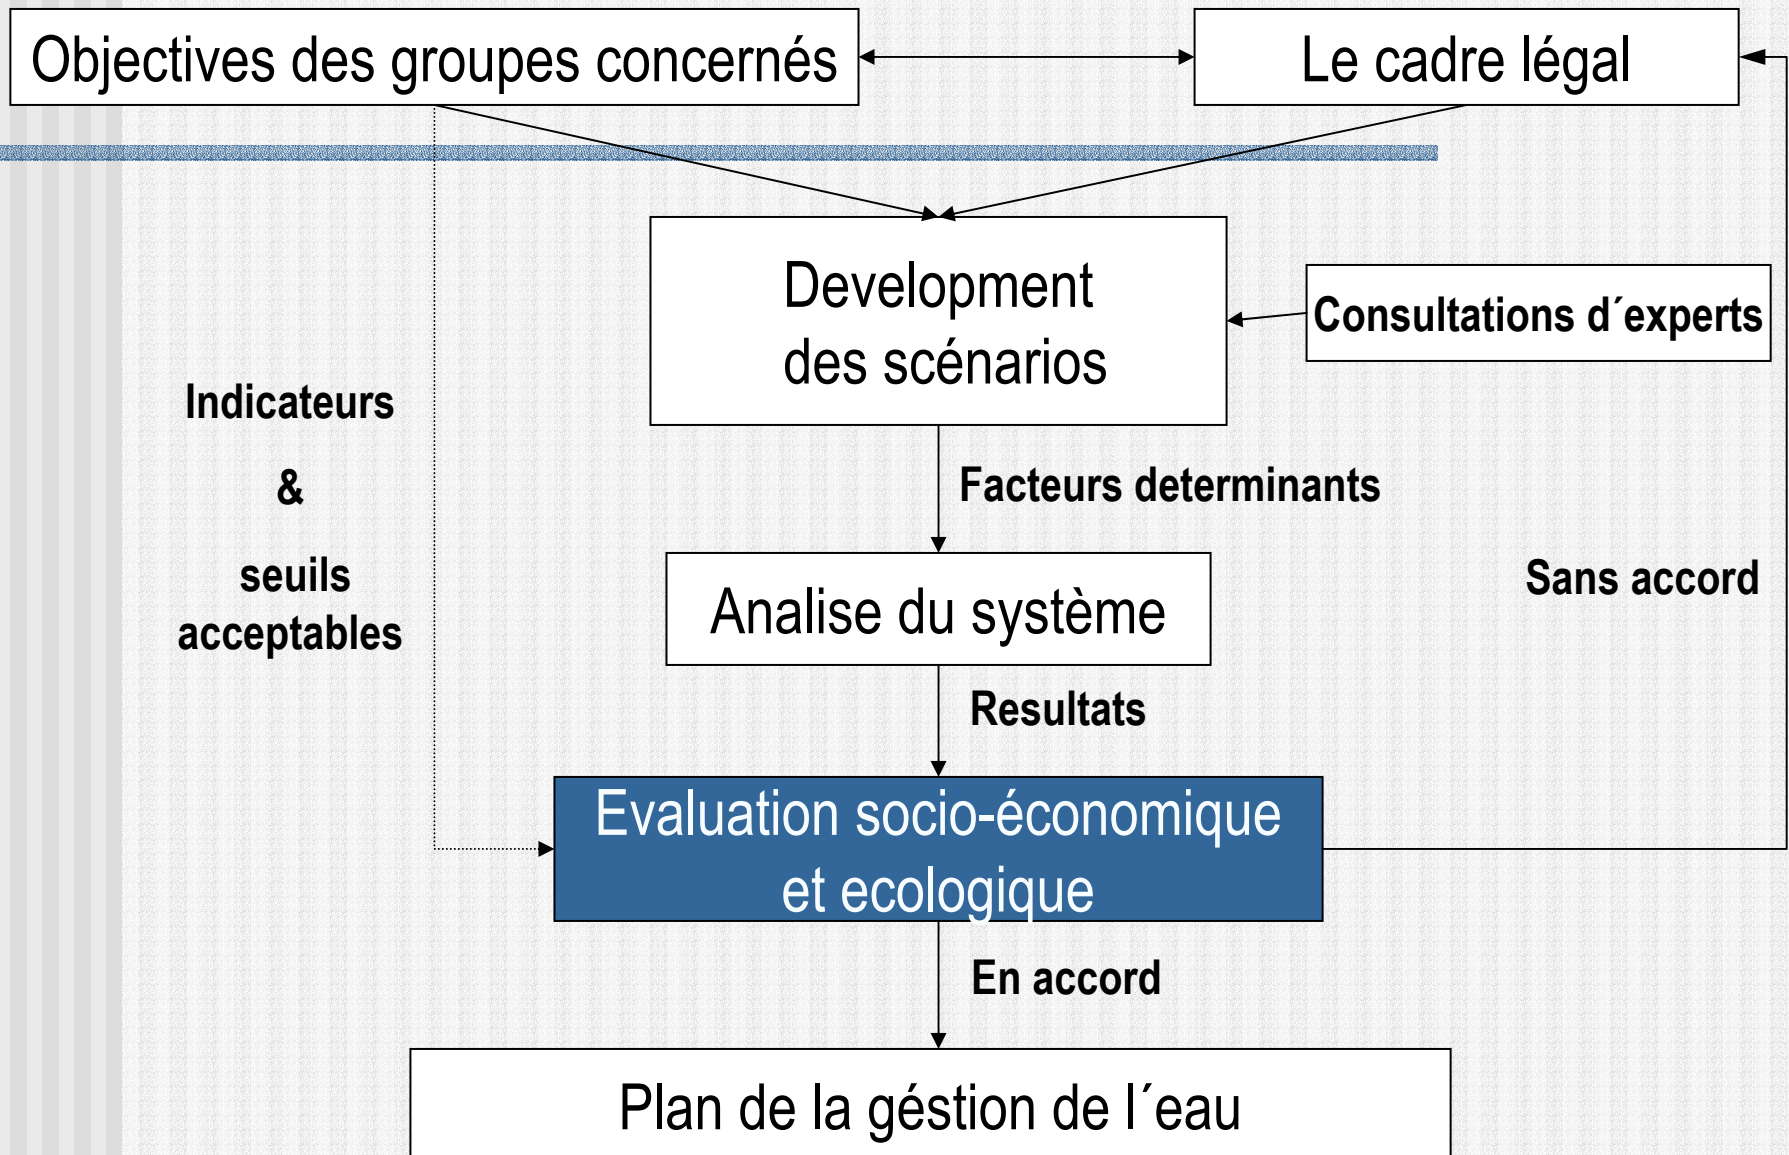 Objectives des groupes concernés
Le cadre légal
Development
des scénarios
Consultations d´experts
Indicateurs
&
seuils
acceptables
Facteurs determinants
Analise du système
Sans accord
Resultats
Evaluation socio-économique
et ecologique
En accord
Plan de la géstion de l´eau